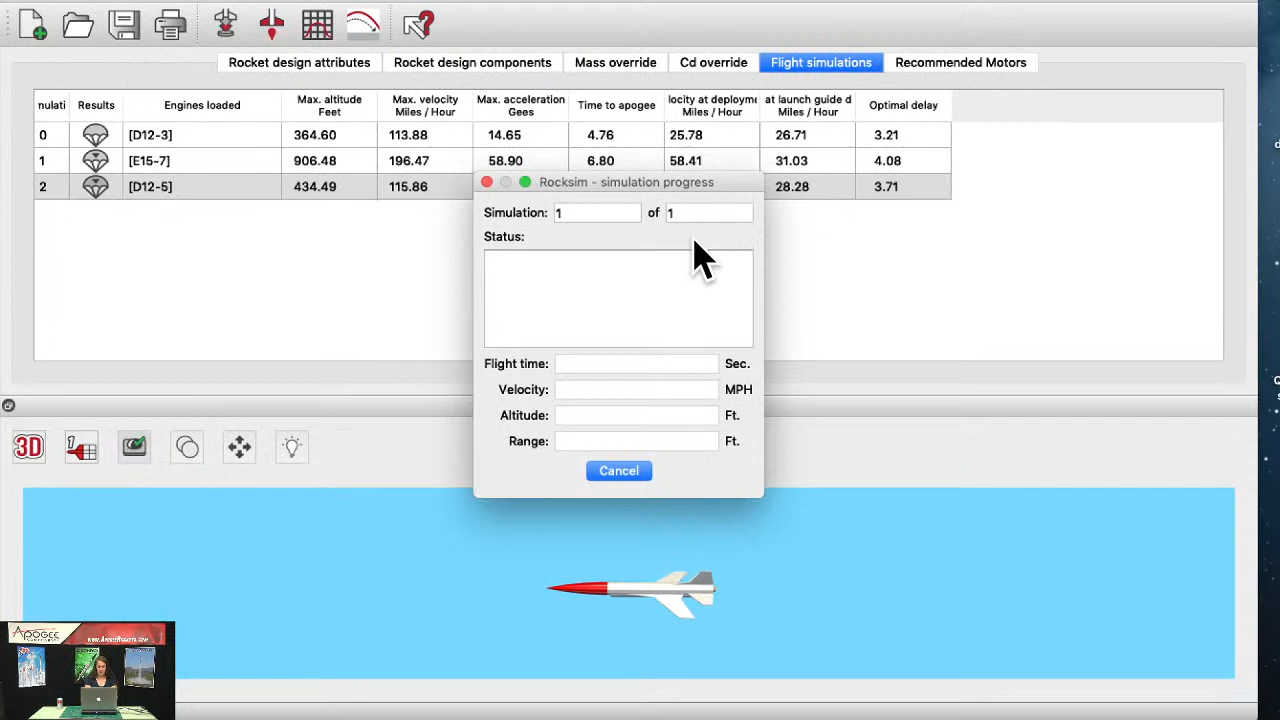 Rocket design attributes Rocket design components Mass override Cd override Flight simulations Recommended Motors
nulati Results Engines loaded Max. altitude Feet Max. velocity Miles / Hour Max. acceleration Gees Time to apogee locity at deployme Miles / Hour at launch guide d Miles / Hour Optimal delay
0 [D12-3] 364.60 113.88 14.65 4.76 25.78 26.71 3.21
1 [E15-7] 906.48 196.47 58.90 6.80 58.41 31.03 4.08
2 [D12-5] 434.49 115.86 28.28 3.71
Rocksim - simulation progress
Simulation: 1 of 1
Status:
Flight time: Sec.
Velocity: MPH
Altitude: Ft.
Range: Ft.
Cancel
3D
APOGEE
www.ApogeeRockets.com